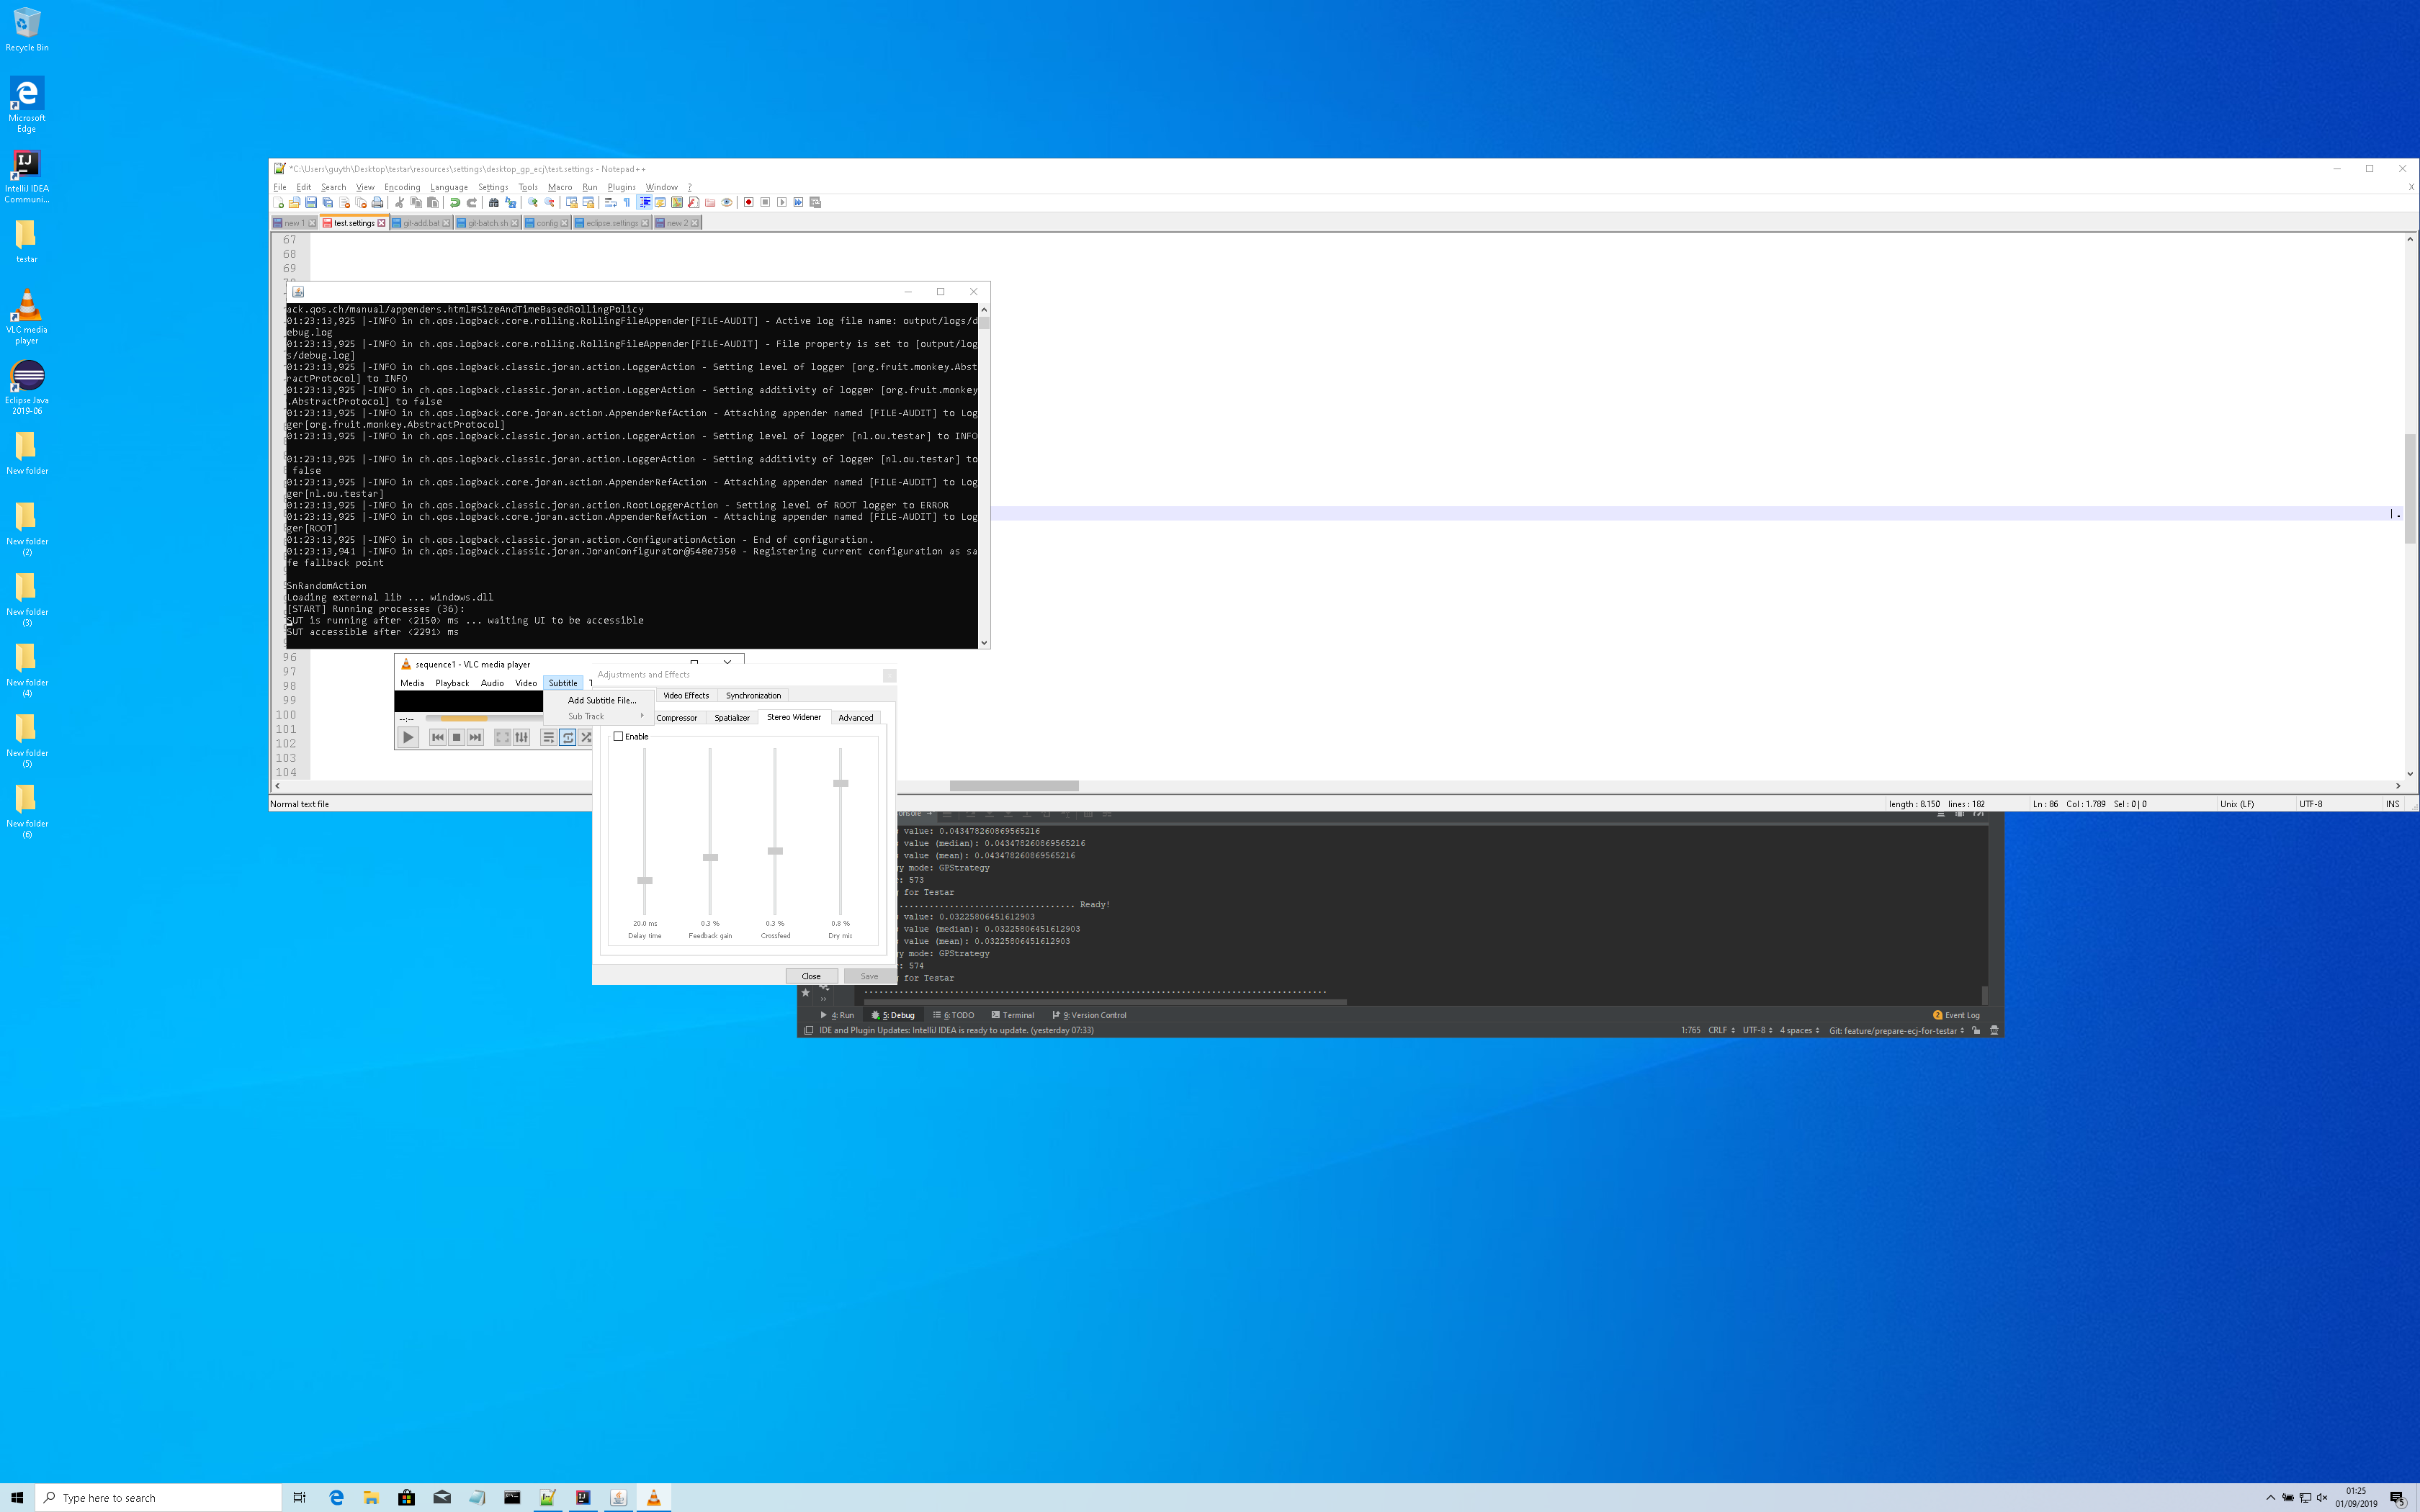 Recycle Bin
Microsoft
Edge
IntelliJ IDEA
Communi...
testar
VLC media
player
Eclipse Java
2019-06
New folder
New folder
(2)
New folder
(3)
New folder
(4)
New folder
(5)
New folder
(6)
*C:\Users\guyth\Desktop\testar\resources\settings\desktop_gp_ecj\test.settings - Notepad++
File Edit Search View Encoding Language Settings Tools Macro Run Plugins Window ?
X
new 1 test.settings git-add.bat git-batch.sh config eclipse.settings new 2
67
68
69
ack.qos.ch/manual/appenders.html#SizeAndTimeBasedRollingPolicy
01:23:13,925 |-INFO in ch.qos.logback.core.rolling.RollingFileAppender[FILE-AUDIT] - Active log file name: output/logs/d
ebug.log
01:23:13,925 |-INFO in ch.qos.logback.core.rolling.RollingFileAppender[FILE-AUDIT] - File property is set to [output/log
s/debug.log]
01:23:13,925 |-INFO in ch.qos.logback.classic.joran.action.LoggerAction - Setting level of logger [org.fruit.monkey.Abst
ractProtocol] to INFO
01:23:13,925 |-INFO in ch.qos.logback.classic.joran.action.LoggerAction - Setting additivity of logger [org.fruit.monkey
.AbstractProtocol] to false
01:23:13,925 |-INFO in ch.qos.logback.core.joran.action.AppenderRefAction - Attaching appender named [FILE-AUDIT] to Log
ger[org.fruit.monkey.AbstractProtocol]
01:23:13,925 |-INFO in ch.qos.logback.classic.joran.action.LoggerAction - Setting level of logger [nl.ou.testar] to INFO
01:23:13,925 |-INFO in ch.qos.logback.classic.joran.action.LoggerAction - Setting additivity of logger [nl.ou.testar] to
false
01:23:13,925 |-INFO in ch.qos.logback.core.joran.action.AppenderRefAction - Attaching appender named [FILE-AUDIT] to Log
ger[nl.ou.testar]
01:23:13,925 |-INFO in ch.qos.logback.classic.joran.action.RootLoggerAction - Setting level of ROOT logger to ERROR
01:23:13,925 |-INFO in ch.qos.logback.core.joran.action.AppenderRefAction - Attaching appender named [FILE-AUDIT] to Log
ger[ROOT]
01:23:13,925 |-INFO in ch.qos.logback.classic.joran.action.ConfigurationAction - End of configuration.
01:23:13,941 |-INFO in ch.qos.logback.classic.joran.JoranConfigurator@548e7350 - Registering current configuration as sa
fe fallback point
SnRandomAction
Loading external lib ... windows.dll
[START] Running processes (36):
SUT is running after <2150> ms ... waiting UI to be accessible
SUT accessible after <2291> ms
96
97
98
99
100
101
102
103
104
sequence1 - VLC media player
Media Playback Audio Video Subtitle T
Add Subtitle File...
Sub Track
--:--
Adjustments and Effects
Video Effects Synchronization
Compressor Spatializer Stereo Widener Advanced
Enable
20.0 ms 0.3 % 0.3 % 0.8 %
Delay time Feedback gain Crossfeed Dry mix
Close Save
Normal text file
length : 8.150 lines : 182 Ln : 86 Col : 1.789 Sel : 0 | 0 Unix (LF) UTF-8 INS
value: 0.043478260869565216
value (median): 0.043478260869565216
value (mean): 0.043478260869565216
y mode: GPStrategy
: 573
for Testar
Ready!
value: 0.03225806451612903
value (median): 0.03225806451612903
value (mean): 0.03225806451612903
y mode: GPStrategy
: 574
for Testar
4: Run 5: Debug 6: TODO Terminal 9: Version Control
2 Event Log
IDE and Plugin Updates: IntelliJ IDEA is ready to update. (yesterday 07:33)
1:765 CRLF UTF-8 4 spaces Git: feature/prepare-ecj-for-testar
Type here to search
01:25
01/09/2019
5